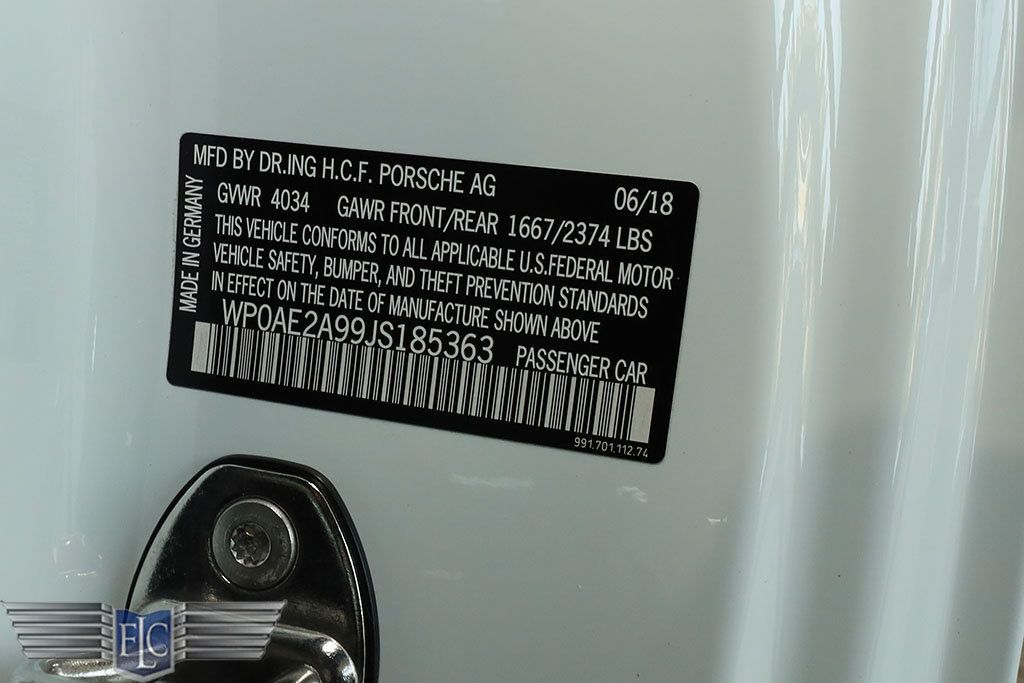 MFD BY DR.ING H.C.F. PORSCHE AG 06/18
MADE IN GERMANY
GVWR 4034 GAWR FRONT/REAR 1667/2374 LBS
THIS VEHICLE CONFORMS TO ALL APPLICABLE U.S.FEDERAL MOTOR
VEHICLE SAFETY, BUMPER, AND THEFT PREVENTION STANDARDS
IN EFFECT ON THE DATE OF MANUFACTURE SHOWN ABOVE
WP0AE2A99JS185363 PASSENGER CAR
991.701.112.74
FLC